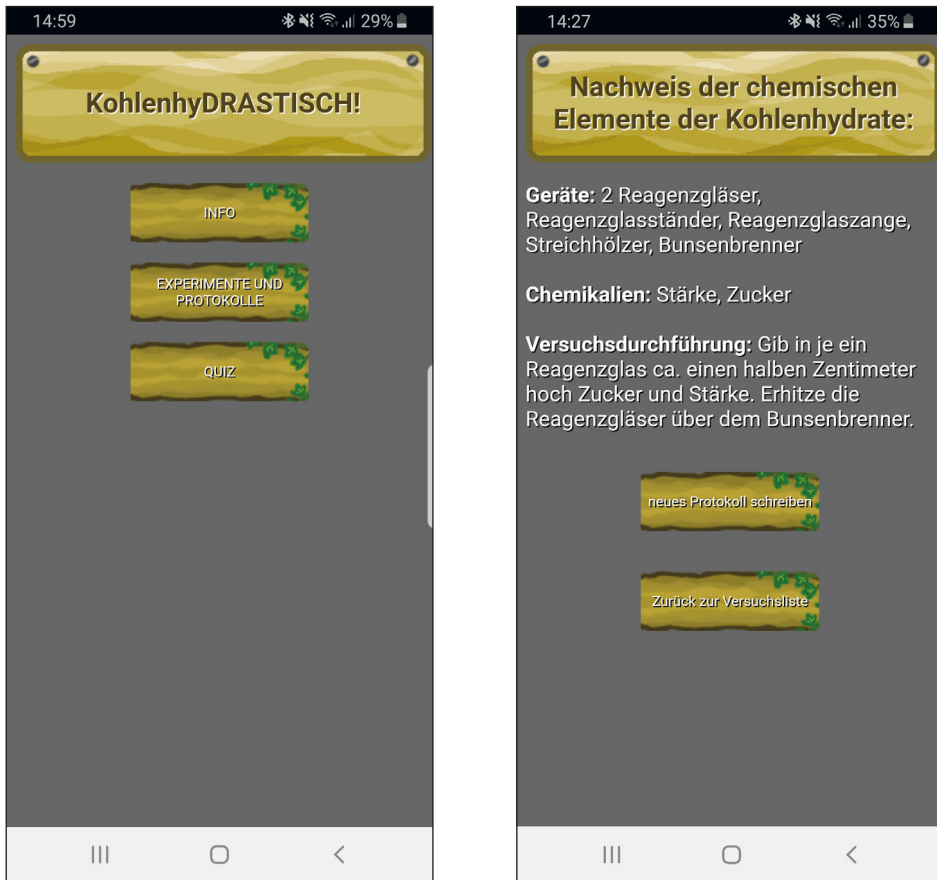 14:59
29%
KohlenhyDRASTISCH!
INFO
EXPERIMENTE UND
PROTOKOLLE
QUIZ
14:27
35%
Nachweis der chemischen
Elemente der Kohlenhydrate:
Geräte: 2 Reagenzgläser,
Reagenzglasständer, Reagenzglaszange,
Streichhölzer, Bunsenbrenner
Chemikalien: Stärke, Zucker
Versuchsdurchführung: Gib in je ein
Reagenzglas ca. einen halben Zentimeter
hoch Zucker und Stärke. Erhitze die
Reagenzgläser über dem Bunsenbrenner.
neues Protokoll schreiben
Zurück zur Versuchsliste